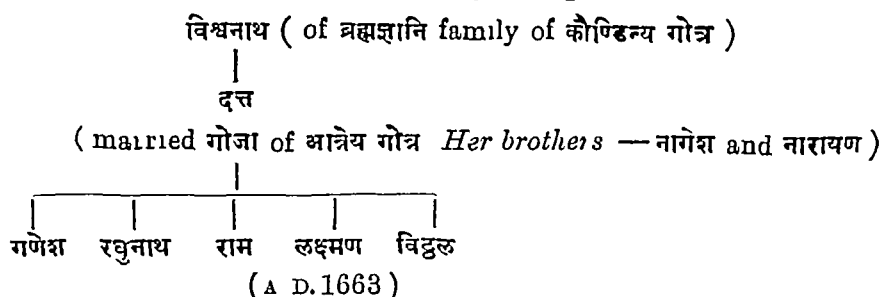 विश्वनाथ ( of ब्रह्मज्ञानि family of कौण्डिन्य गोत्र )
दत्त
( married गोजा of आत्रेय गोत्र Her brothers — नागेश and नारायण )
गणेश रघुनाथ राम लक्ष्मण विठ्ठल
( A D. 1663 )